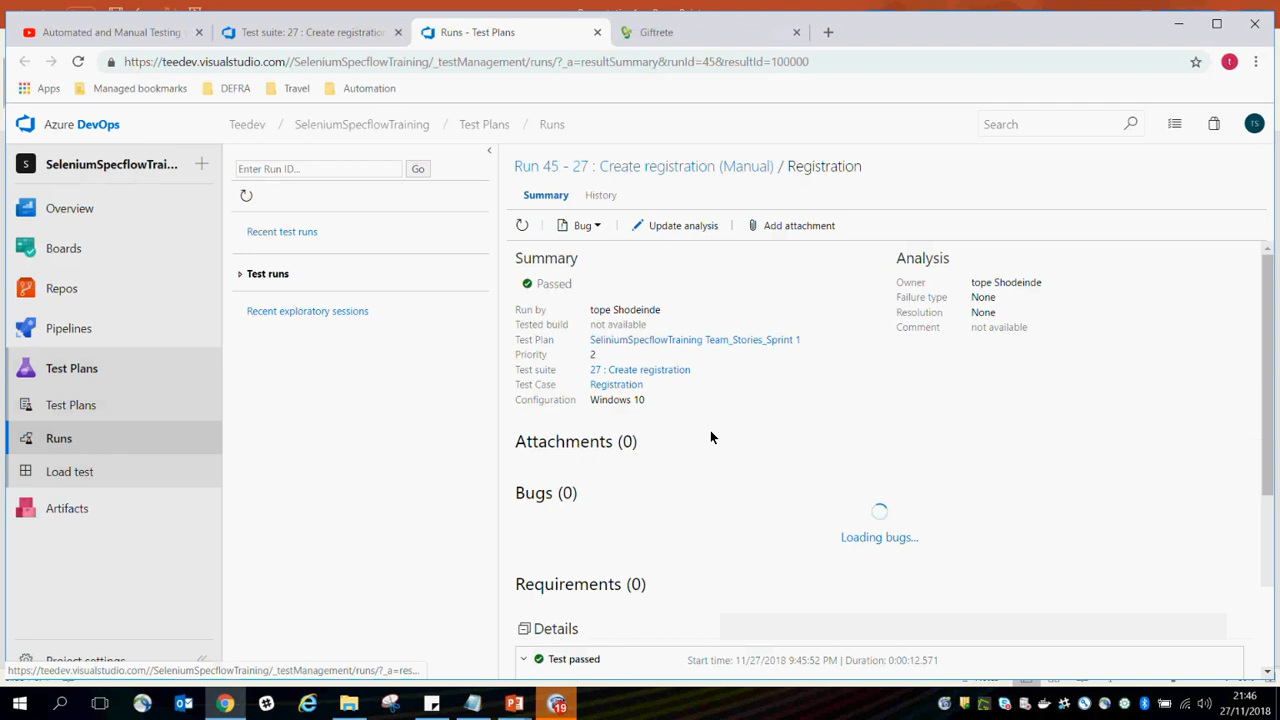 Automated and Manual Testing
Test suite: 27 : Create registration
Runs - Test Plans
Giftrete
https://teedev.visualstudio.com//SeleniumSpecflowTraining/_testManagement/runs/?_a=resultSummary&runId=45&resultId=100000
t
Apps
Managed bookmarks
DEFRA
Travel
Automation
Azure DevOps
Teedev / SeleniumSpecflowTraining / Test Plans / Runs
Search
TS
S
SeleniumSpecflowTrai...
Overview
Boards
Repos
Pipelines
Test Plans
Test Plans
Runs
Load test
Artifacts
Project settings
https://teedev.visualstudio.com//SeleniumSpecflowTraining/_testManagement/runs/?_a=res...
Enter Run ID...
Go
Recent test runs
Test runs
Recent exploratory sessions
Run 45 - 27 : Create registration (Manual) / Registration
Summary History
Bug
Update analysis
Add attachment
Summary
Passed
Run by tope Shodeinde
Tested build not available
Test Plan SeliniumSpecflowTraining Team_Stories_Sprint 1
Priority 2
Test suite 27 : Create registration
Test Case Registration
Configuration Windows 10
Analysis
Owner tope Shodeinde
Failure type None
Resolution None
Comment not available
Attachments (0)
Bugs (0)
Loading bugs...
Requirements (0)
Details
Test passed
Start time: 11/27/2018 9:45:52 PM | Duration: 0:00:12.571
19
21:46
27/11/2018